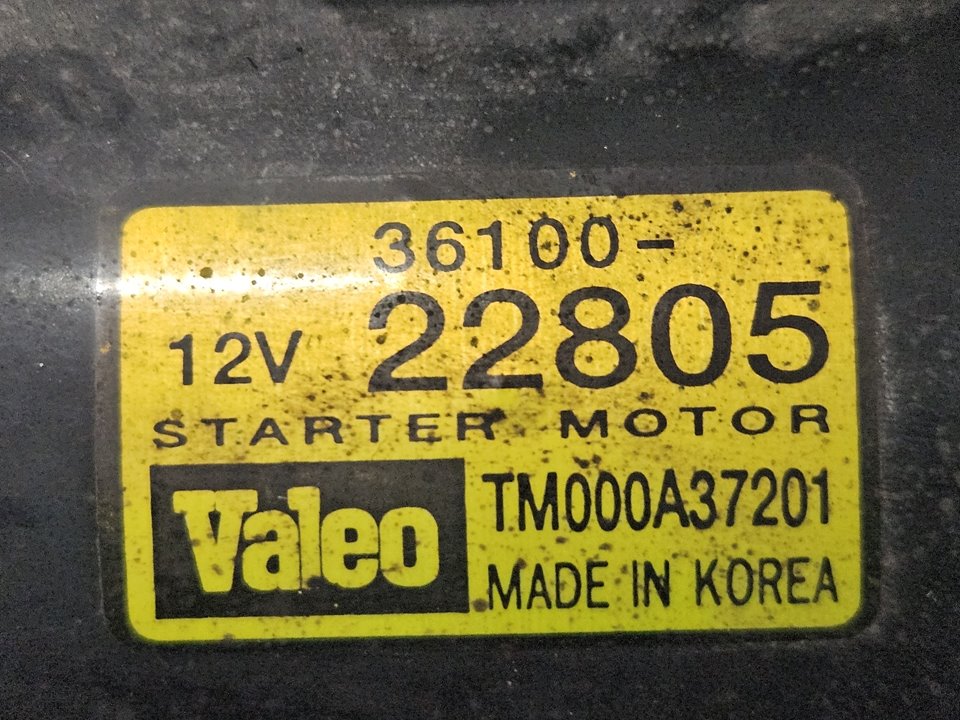 36100-
12V 22805
STARTER MOTOR
Valeo
TM000A37201
MADE IN KOREA